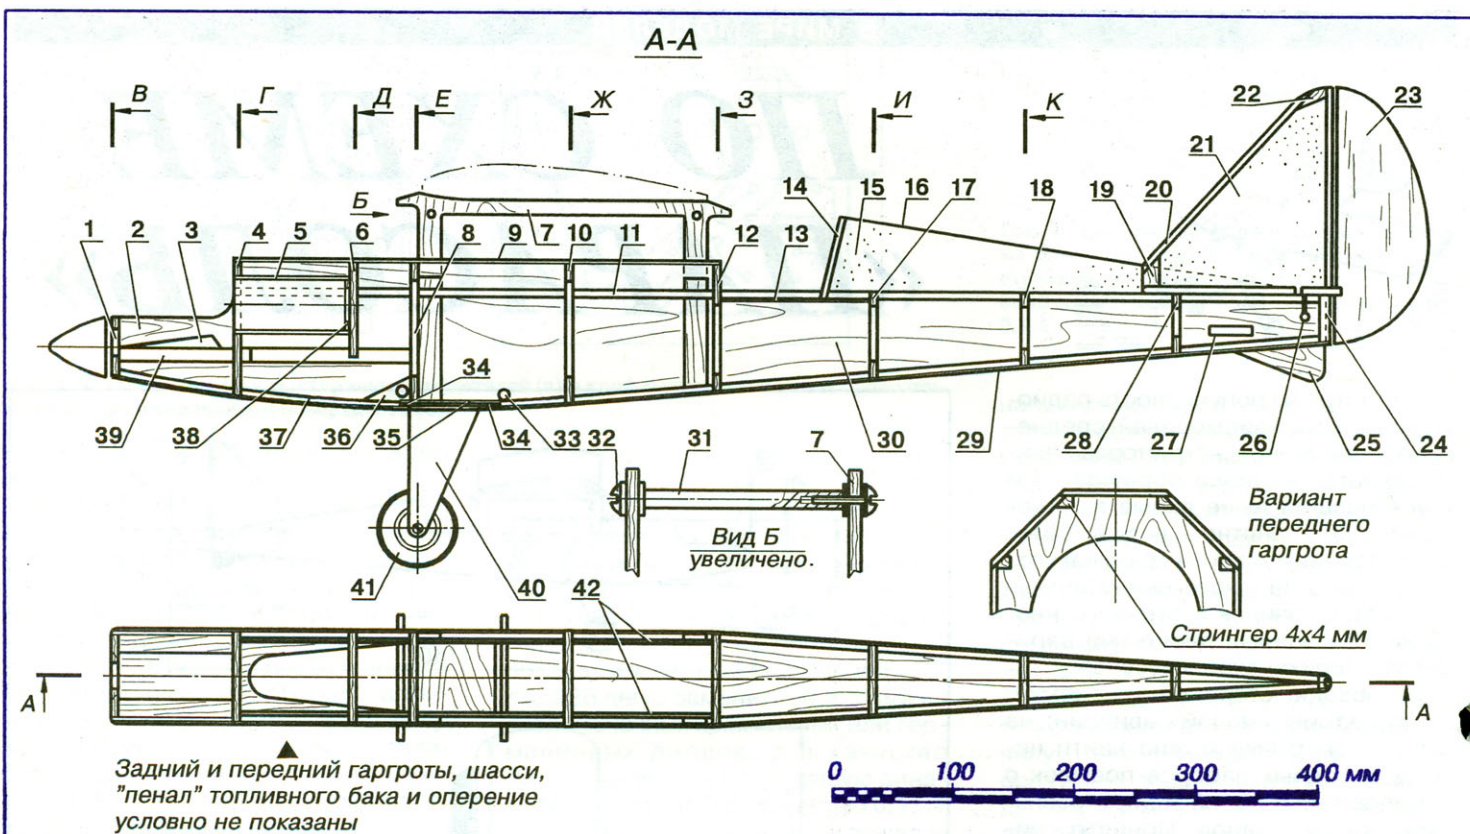 А-А
В Г Д Е Ж З И К
22 23
21
Б
14 15 16 17 18 19 20
1 2 3 4 5 6 7 8 9 10 11 12 13
34
39 38 37 36 35 34 33 32 31 7 30 29 28 27 26 25 24
Вид Б
увеличено.
Вариант
переднего
гаргрота
41 40 42
Стрингер 4х4 мм
А А
Задний и передний гаргроты, шасси,
"пенал" топливного бака и оперение
условно не показаны
0 100 200 300 400 мм